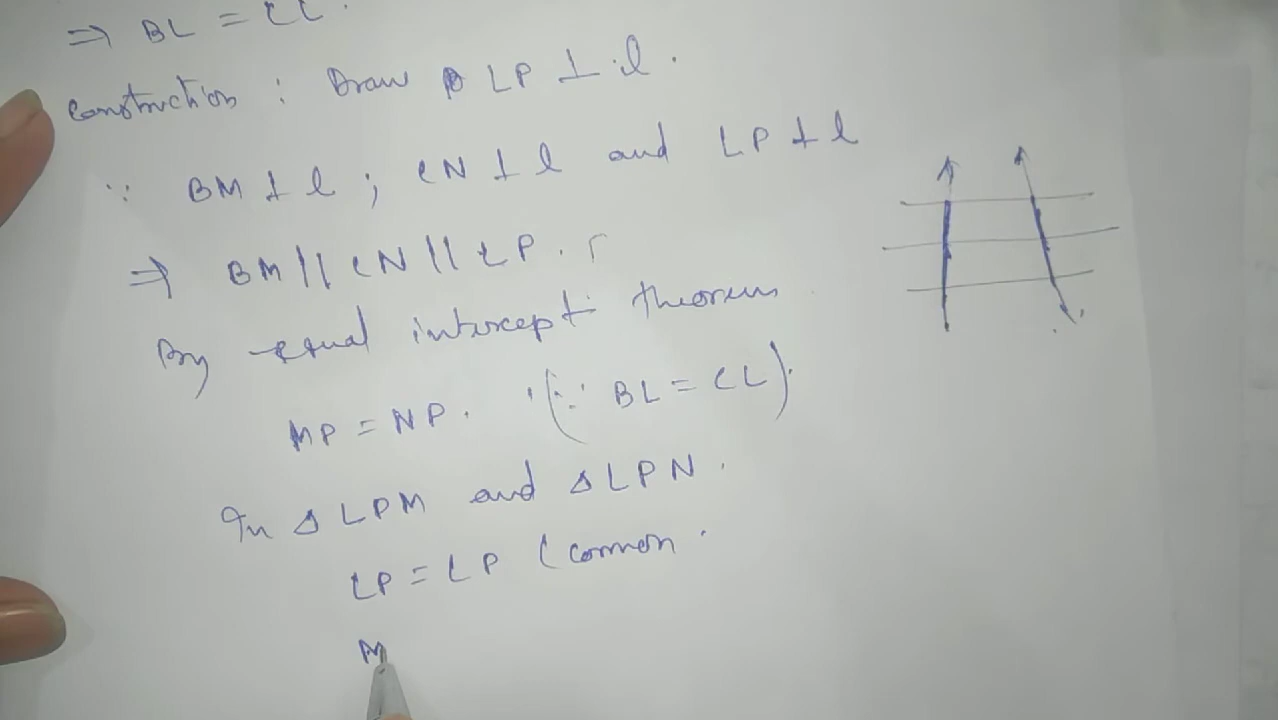 ⇒ BL = CL.
Construction : Draw LP ⊥ l.
∵ BM ⊥ l ; CN ⊥ l and LP ⊥ l
⇒ BM || CN || LP.
By equal intercept theorem
MP = NP. (∵ BL = CL).
In Δ LPM and Δ LPN.
LP = LP (common.
M